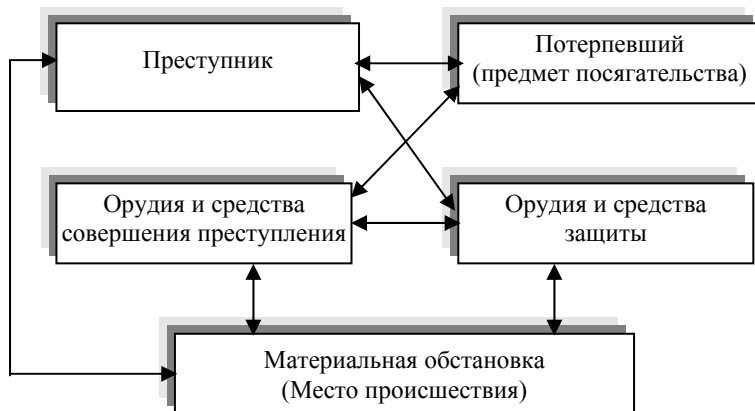 Преступник
Потерпевший
(предмет посягательства)
Орудия и средства
совершения преступления
Орудия и средства
защиты
Материальная обстановка
(Место происшествия)